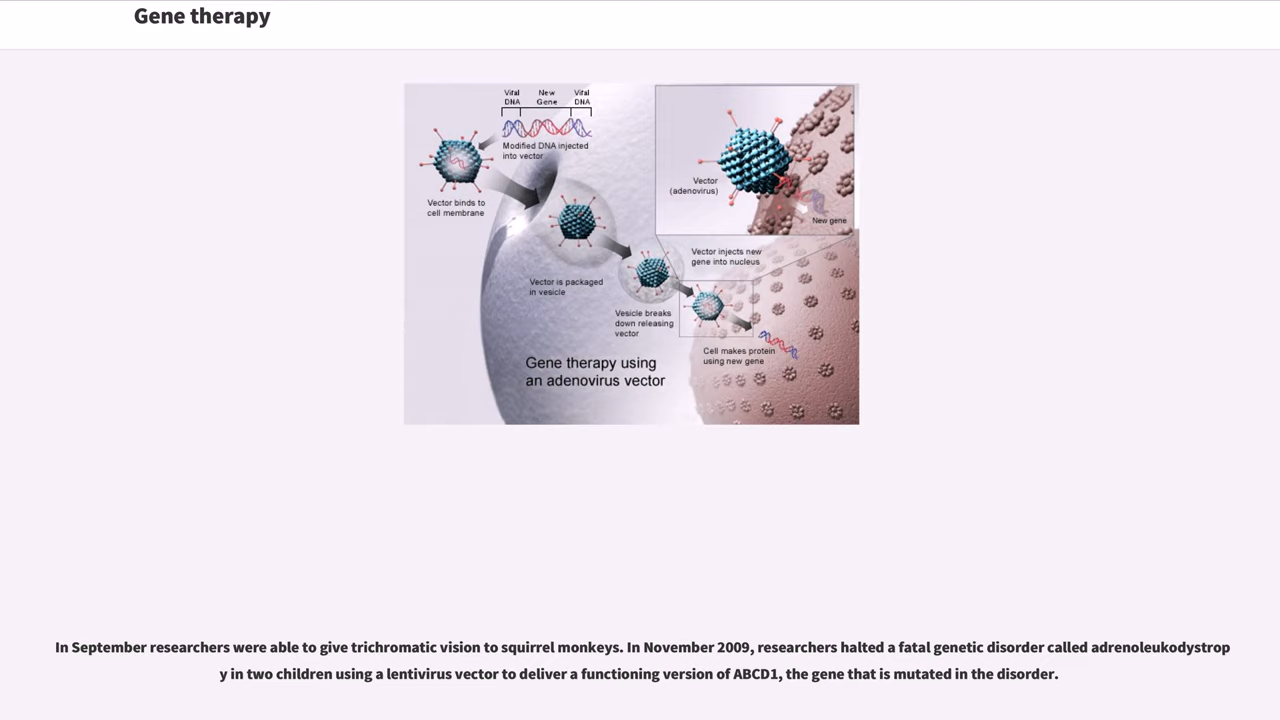 Gene therapy
Viral New Viral
DNA Gene DNA
Modified DNA injected
into vector
Vector binds to
cell membrane
Vector
(adenovirus)
New gene
Vector is packaged
in vesicle
Vector injects new
gene into nucleus
Vesicle breaks
down releasing
vector
Cell makes protein
using new gene
Gene therapy using
an adenovirus vector
In September researchers were able to give trichromatic vision to squirrel monkeys. In November 2009, researchers halted a fatal genetic disorder called adrenoleukodystrop
y in two children using a lentivirus vector to deliver a functioning version of ABCD1, the gene that is mutated in the disorder.